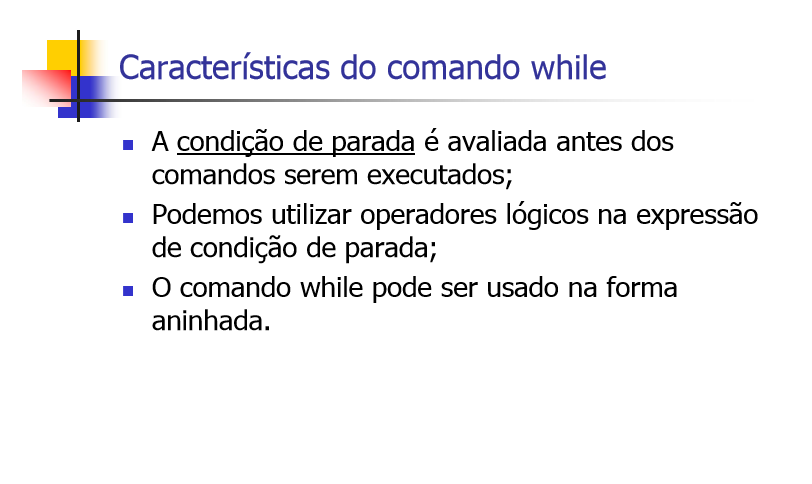 Características do comando while
A condição de parada é avaliada antes dos
comandos serem executados;
Podemos utilizar operadores lógicos na expressão
de condição de parada;
O comando while pode ser usado na forma
aninhada.